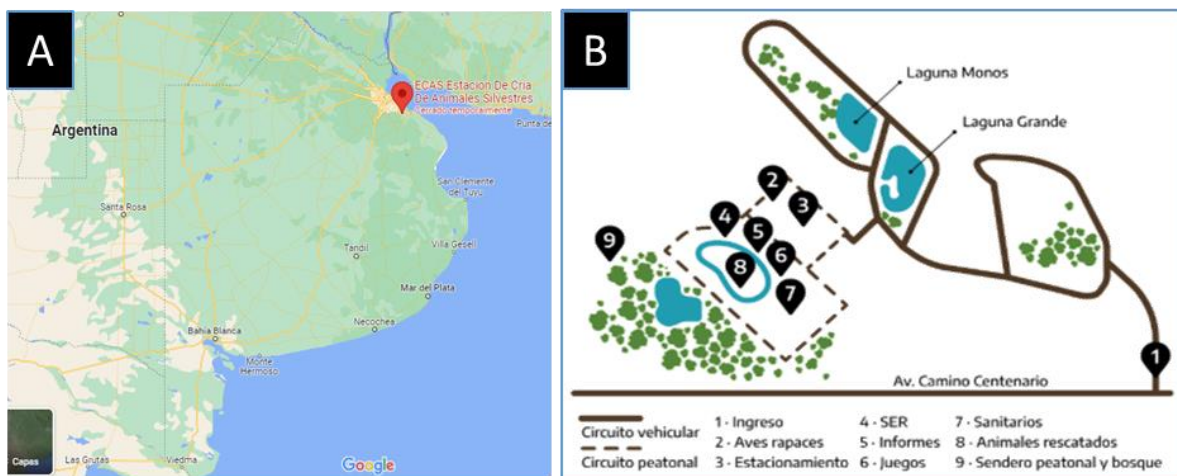 A
ECAS Estacion De Cria
De Animales Silvestres
Cerrado temporalmente
Punta de
Argentina
San Clemente
del Tuyu
Santa Rosa
Villa Gesell
Tandil
Mar del Plata
Necochea
Bahía Blanca
Monte
Hermoso
Capas
Las Grutas
Viedma
Google
B
Laguna Monos
Laguna Grande
2
3
4
5
6
9
8
7
1
Av. Camino Centenario
Circuito vehicular
Circuito peatonal
1 · Ingreso
2 · Aves rapaces
3 · Estacionamiento
4 · SER
5 · Informes
6 · Juegos
7 · Sanitarios
8 · Animales rescatados
9 · Sendero peatonal y bosque